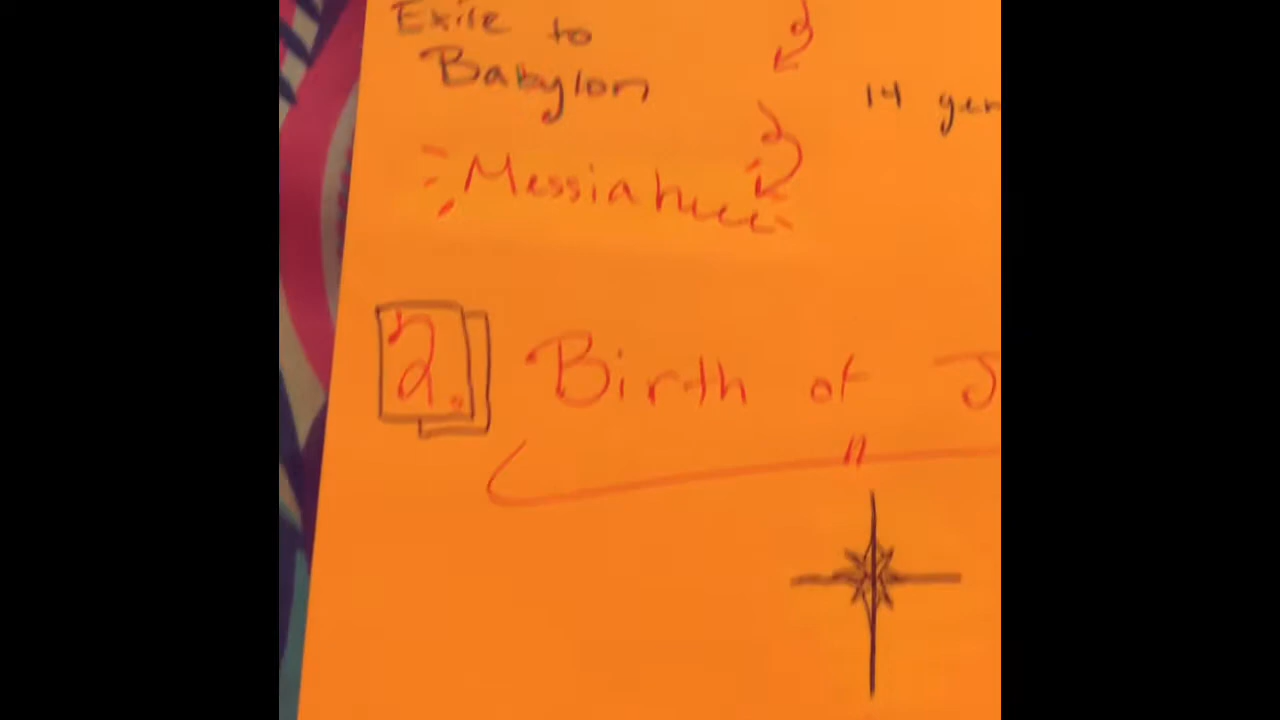 Exile to
Babylon
14 gen
Messiah
2. Birth of J